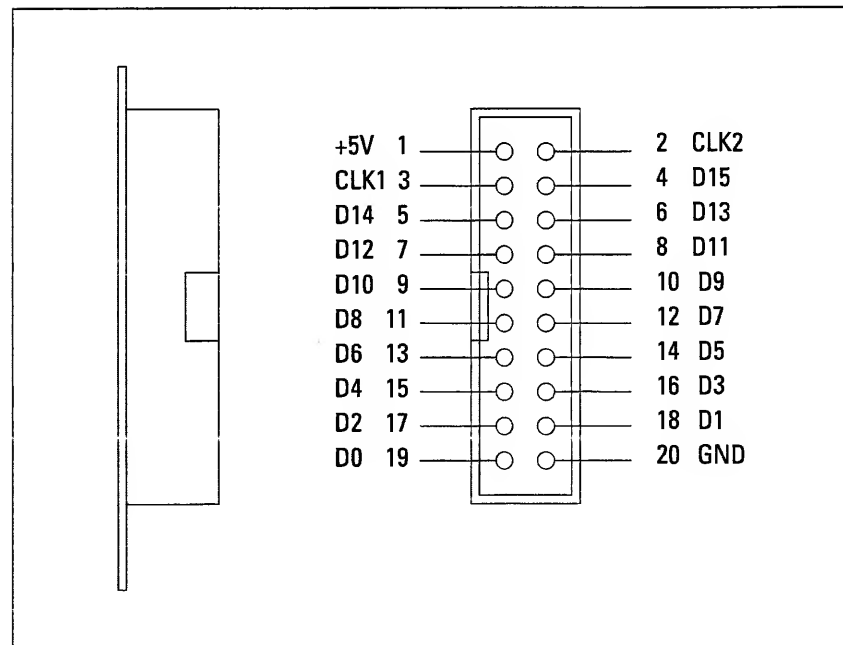 +5V 1 2 CLK2
CLK1 3 4 D15
D14 5 6 D13
D12 7 8 D11
D10 9 10 D9
D8 11 12 D7
D6 13 14 D5
D4 15 16 D3
D2 17 18 D1
D0 19 20 GND